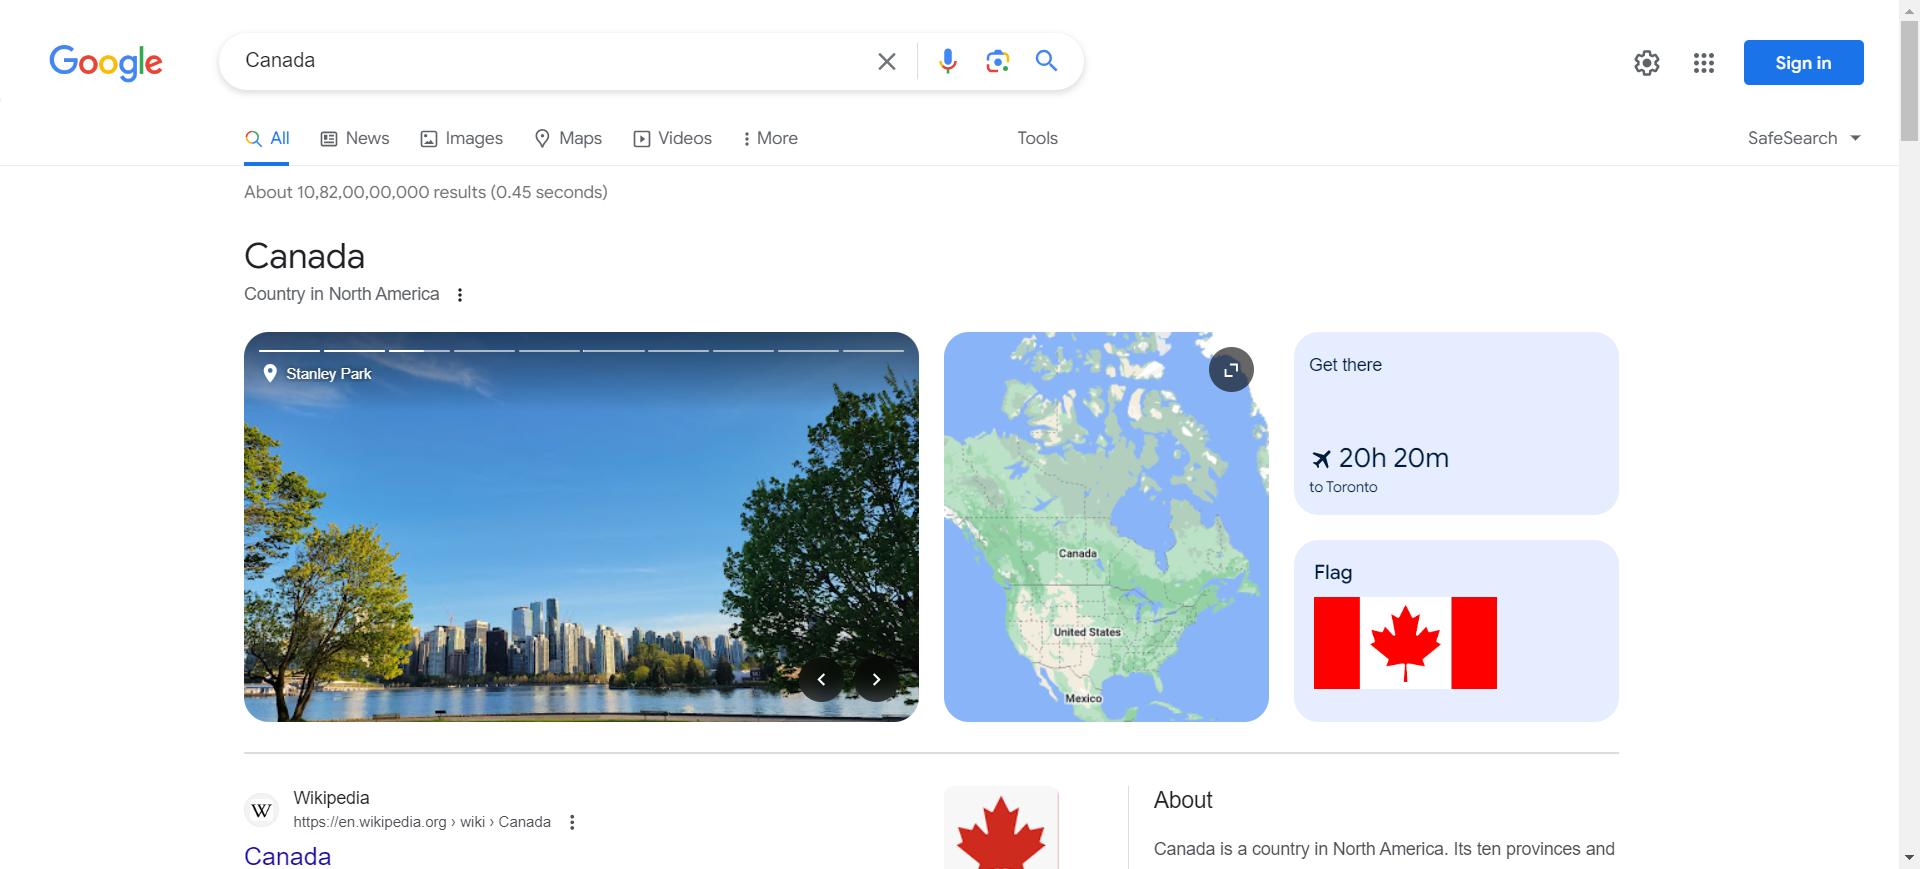 Google
Canada
Sign in
All
News
Images
Maps
Videos
More
Tools
SafeSearch
About 10,82,00,00,000 results (0.45 seconds)
Canada
Country in North America
Stanley Park
Canada
United States
Mexico
Get there
20h 20m
to Toronto
Flag
W
Wikipedia
https://en.wikipedia.org › wiki › Canada
Canada
About
Canada is a country in North America. Its ten provinces and